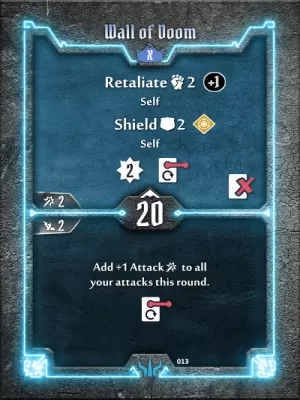 Wall of Doom
X
Retaliate 2 +1
Self
Shield 2
Self
2
2
20
2
Add +1 Attack to all
your attacks this round.
013